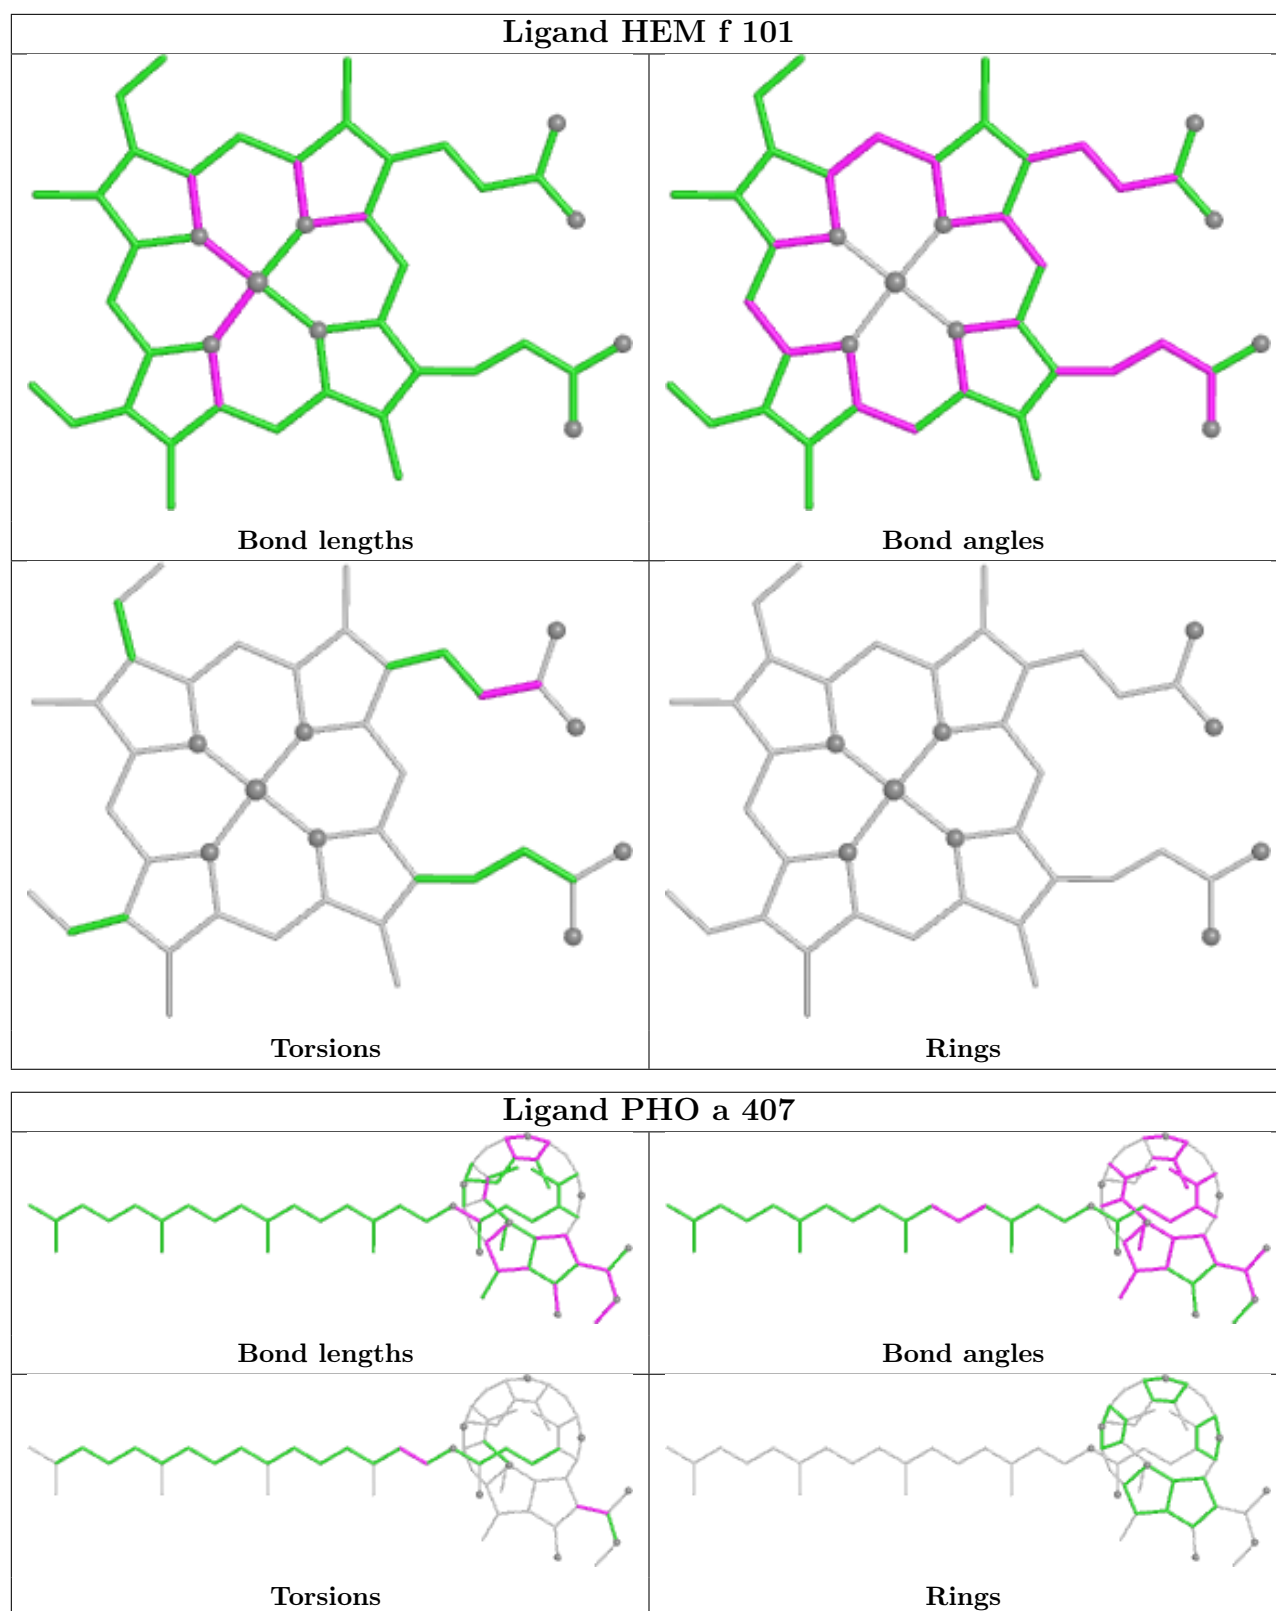 Ligand HEM f 101
Bond lengths
Bond angles
Torsions
Rings
Ligand PHO a 407
Bond lengths
Bond angles
Torsions
Rings